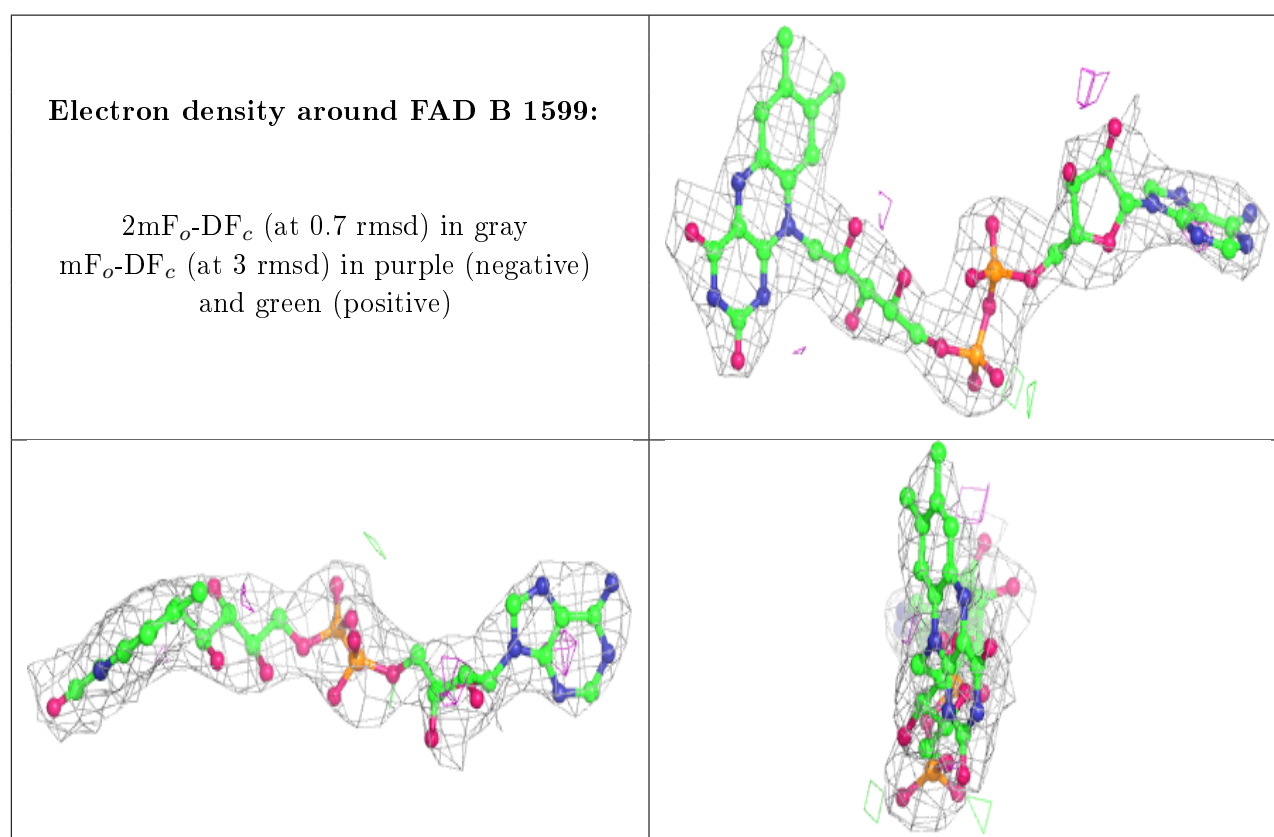 Electron density around FAD B 1599:
2mFo-DFc (at 0.7 rmsd) in gray
mFo-DFc (at 3 rmsd) in purple (negative)
and green (positive)